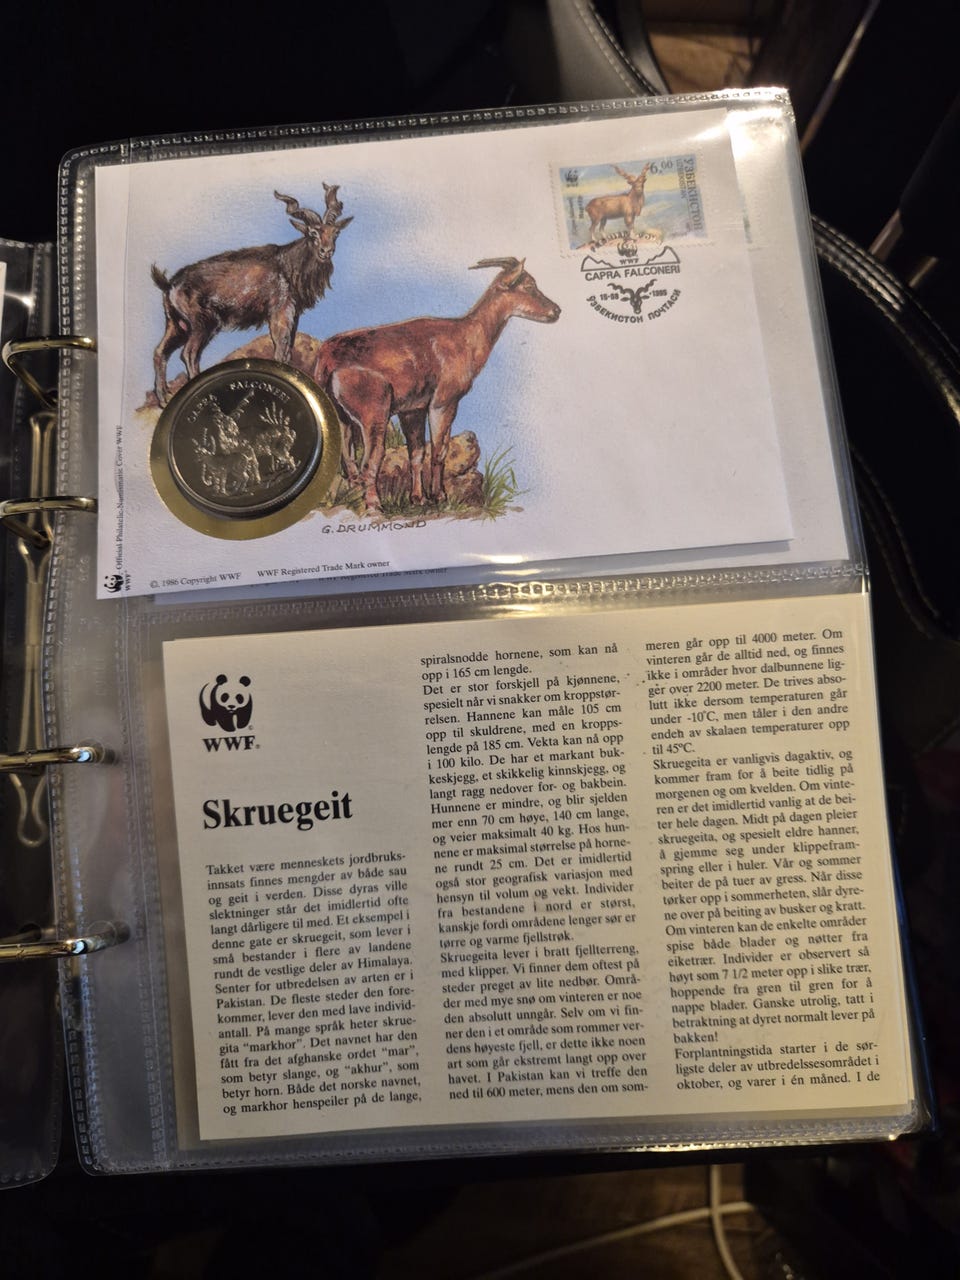 УЗБЕКИСТОН
6,00
WWF
CAPRA FALCONERI
15-08 -1995
ЎЗБЕКИСТОН ПОЧТАСИ
CAPRA FALCONERI
G. DRUMMOND
Official Philatelic-Numismatic Cover WWF
WWF
© 1986 Copyright WWF WWF Registered Trade Mark owner
WWF Registered Trade Mark owner
WWF®
Skruegeit
Takket være menneskets jordbruks-
innsats finnes mengder av både sau
og geit i verden. Disse dyras ville
slektninger står det imidlertid ofte
langt dårligere til med. Et eksempel i
denne gate er skruegeit, som lever i
små bestander i flere av landene
rundt de vestlige deler av Himalaya.
Senter for utbredelsen av arten er i
Pakistan. De fleste steder den fore-
kommer, lever den med lave individ-
antall. På mange språk heter skrue-
gita "markhor". Det navnet har den
fått fra det afghanske ordet "mar",
som betyr slange, og "akhur", som
betyr horn. Både det norske navnet,
og markhor henspeiler på de lange,
spiralsnodde hornene, som kan nå
opp i 165 cm lengde.
Det er stor forskjell på kjønnene,
spesielt når vi snakker om kroppstør-
relsen. Hannene kan måle 105 cm
opp til skuldrene, med en kropps-
lengde på 185 cm. Vekta kan nå opp
i 100 kilo. De har et markant buk-
keskjegg, et skikkelig kinnskjegg, og
langt ragg nedover for- og bakbein.
Hunnene er mindre, og blir sjelden
mer enn 70 cm høye, 140 cm lange,
og veier maksimalt 40 kg. Hos hun-
nene er maksimal størrelse på horne-
ne rundt 25 cm. Det er imidlertid
også stor geografisk variasjon med
hensyn til volum og vekt. Individer
fra bestandene i nord er størst,
kanskje fordi områdene lenger sør er
tørre og varme fjellstrøk.
Skruegeita lever i bratt fjellterreng,
med klipper. Vi finner dem oftest på
steder preget av lite nedbør. Områ-
der med mye snø om vinteren er noe
den absolutt unngår. Selv om vi fin-
ner den i et område som rommer ver-
dens høyeste fjell, er dette ikke noen
art som går ekstremt langt opp over
havet. I Pakistan kan vi treffe den
ned til 600 meter, mens den om som-
meren går opp til 4000 meter. Om
vinteren går de alltid ned, og finnes
ikke i områder hvor dalbunnene lig-
ger over 2200 meter. De trives abso-
lutt ikke dersom temperaturen går
under -10°C, men tåler i den andre
endeh av skalaen temperaturer opp
til 45ºC.
Skruegeita er vanligvis dagaktiv, og
kommer fram for å beite tidlig på
morgenen og om kvelden. Om vinte-
ren er det imidlertid vanlig at de bei-
ter hele dagen. Midt på dagen pleier
skruegeita, og spesielt eldre hanner,
å gjemme seg under klippefram-
spring eller i huler. Vår og sommer
beiter de på tuer av gress. Når disse
tørker opp i sommerheten, slår dyre-
ne over på beiting av busker og kratt.
Om vinteren kan de enkelte områder
spise både blader og nøtter fra
eiketrær. Individer er observert så
høyt som 7 1/2 meter opp i slike trær,
hoppende fra gren til gren for å
nappe blader. Ganske utrolig, tatt i
betraktning at dyret normalt lever på
bakken!
Forplantningstida starter i de sør-
ligste deler av utbredelsesområdet i
oktober, og varer i én måned. I de